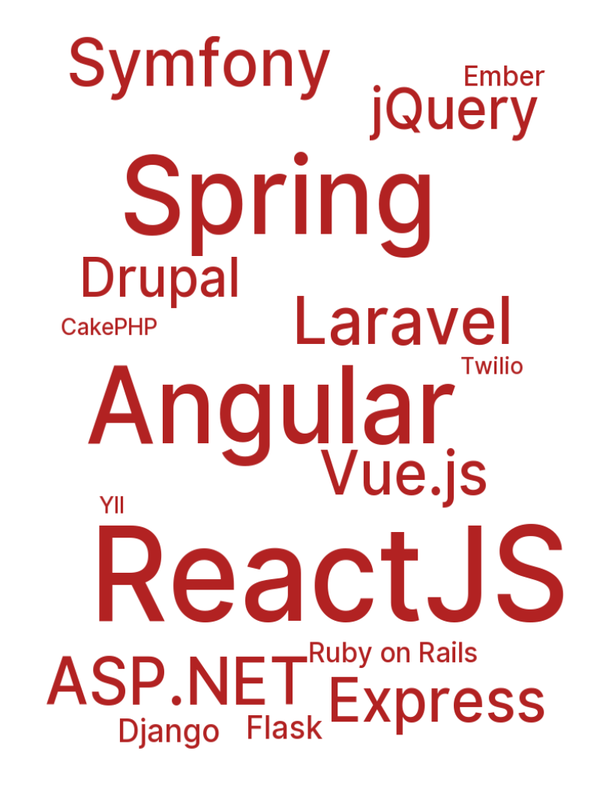 Symfony
Ember
jQuery
Spring
Drupal
Laravel
CakePHP
Twilio
Angular
Vue.js
YII
ReactJS
Ruby on Rails
ASP.NET
Express
Django
Flask